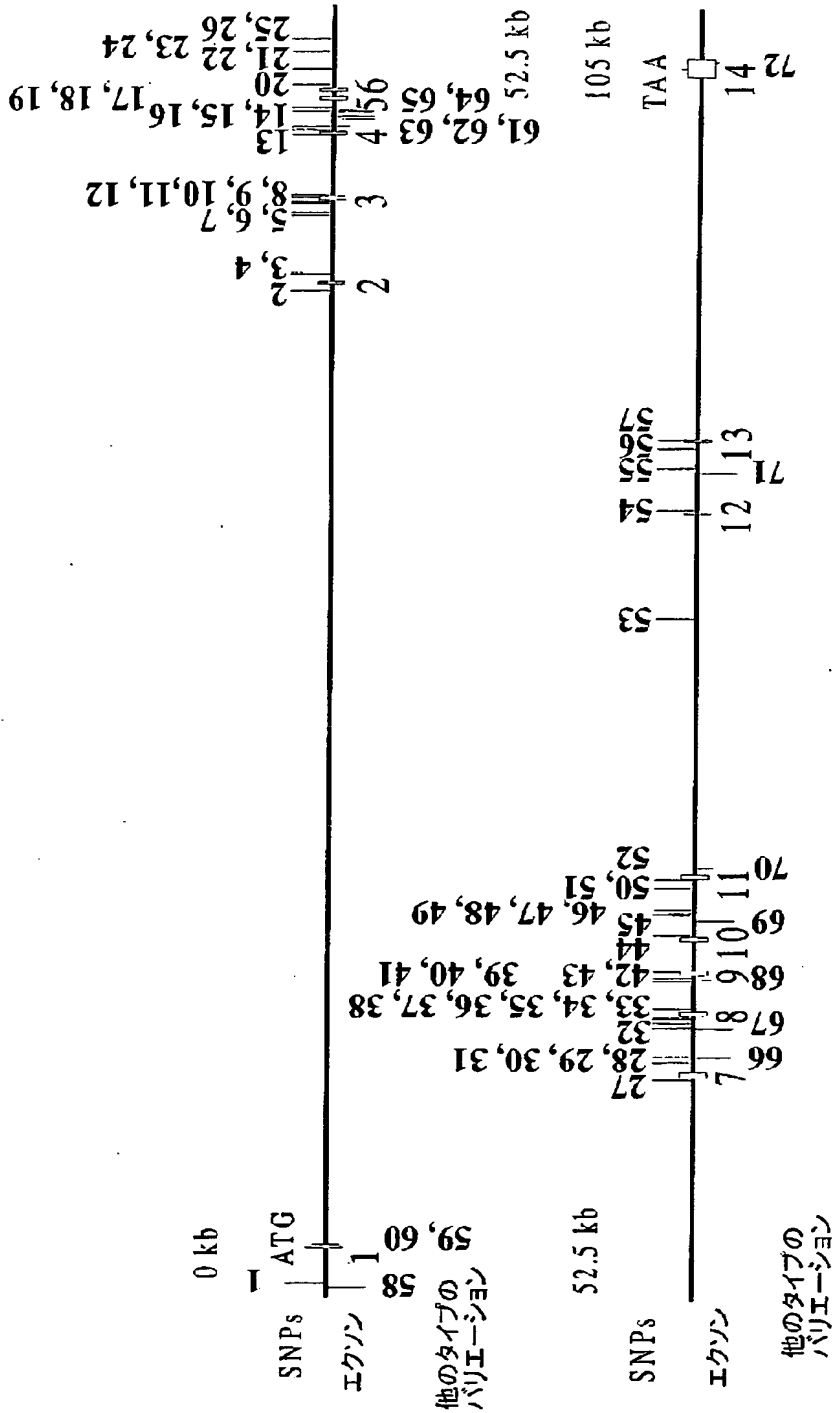 0 kb
52.5 kb
SNPs
1
ATG
2
3, 4
5, 6, 7
8, 9, 10,11, 12
13
14, 15, 16
17, 18, 19
20
21, 22
23, 24
25, 26
エクソン
1
2
3
4
56
他のタイプの
バリエーション
58
59, 60
61, 62, 63
64, 65
52.5 kb
105 kb
SNPs
27
28, 29, 30, 31
32
33, 34, 35, 36, 37, 38
39, 40, 41
42, 43
44
45
46, 47, 48, 49
50, 51
52
53
54
55
56
57
TAA
エクソン
7
8
9
10
11
12
13
14
他のタイプの
バリエーション
66
67
68
69
70
71
72